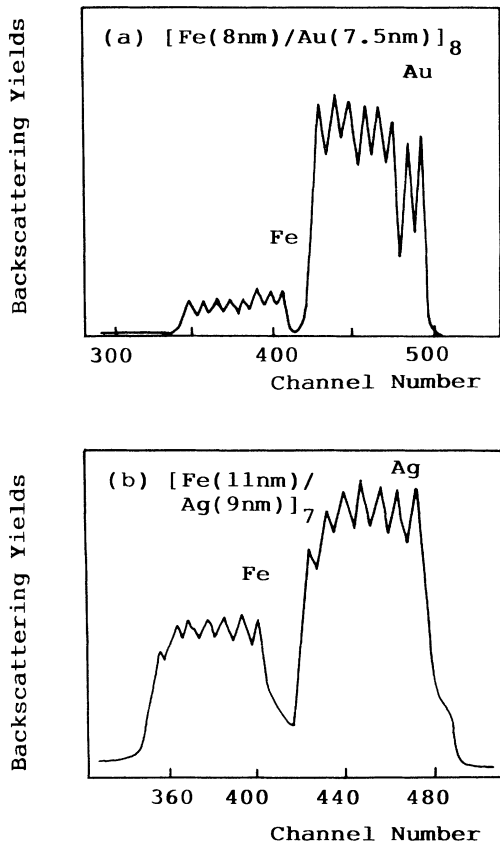 (a) [Fe(8nm)/Au(7.5nm)]8
Au
Fe
Backscattering Yields
300 400 500
Channel Number
(b) [Fe(11nm)/
Ag(9nm)]7
Ag
Fe
Backscattering Yields
360 400 440 480
Channel Number